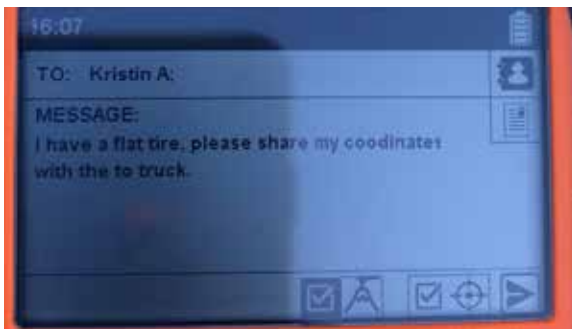 16:07
TO: Kristin A;
MESSAGE:
I have a flat tire, please share my coodinates
with the to truck.